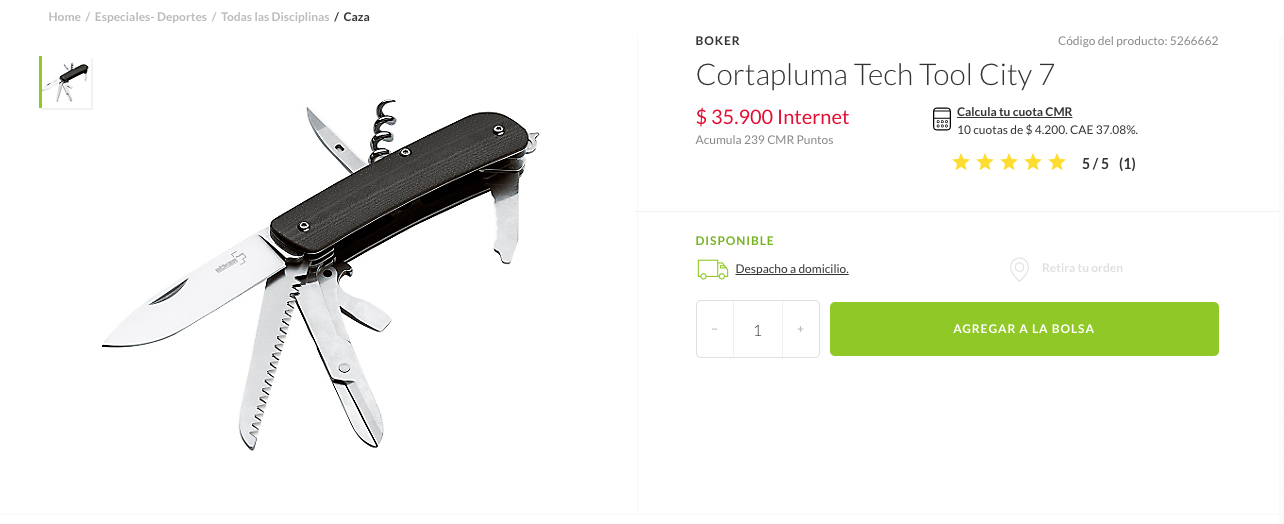 Home / Especiales- Deportes / Todas las Disciplinas / Caza
BOKER
Código del producto: 5266662
Cortapluma Tech Tool City 7
$ 35.900 Internet
Acumula 239 CMR Puntos
Calcula tu cuota CMR
10 cuotas de $ 4.200. CAE 37.08%.
5 / 5 (1)
DISPONIBLE
Despacho a domicilio.
Retira tu orden
- 1 +
AGREGAR A LA BOLSA